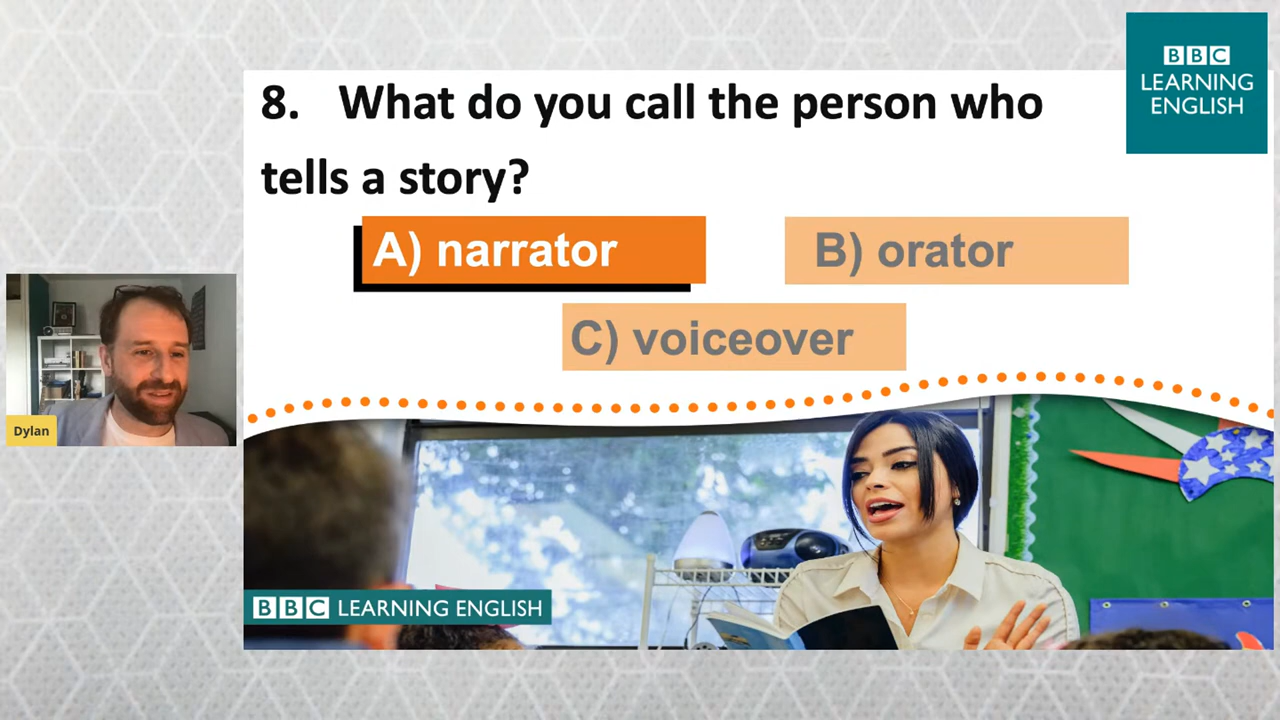 BBC
LEARNING
ENGLISH
8. What do you call the person who
tells a story?
A) narrator
B) orator
C) voiceover
Dylan
BBC LEARNING ENGLISH